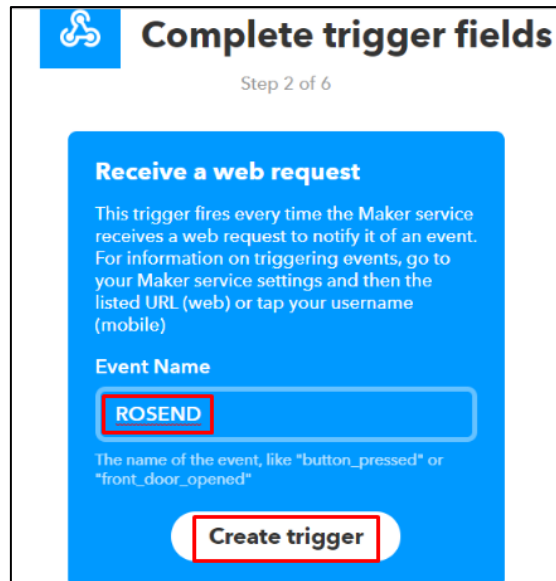 Complete trigger fields
Step 2 of 6
Receive a web request
This trigger fires every time the Maker service
receives a web request to notify it of an event.
For information on triggering events, go to
your Maker service settings and then the
listed URL (web) or tap your username
(mobile)
Event Name
ROSEND
The name of the event, like "button_pressed" or
"front_door_opened"
Create trigger